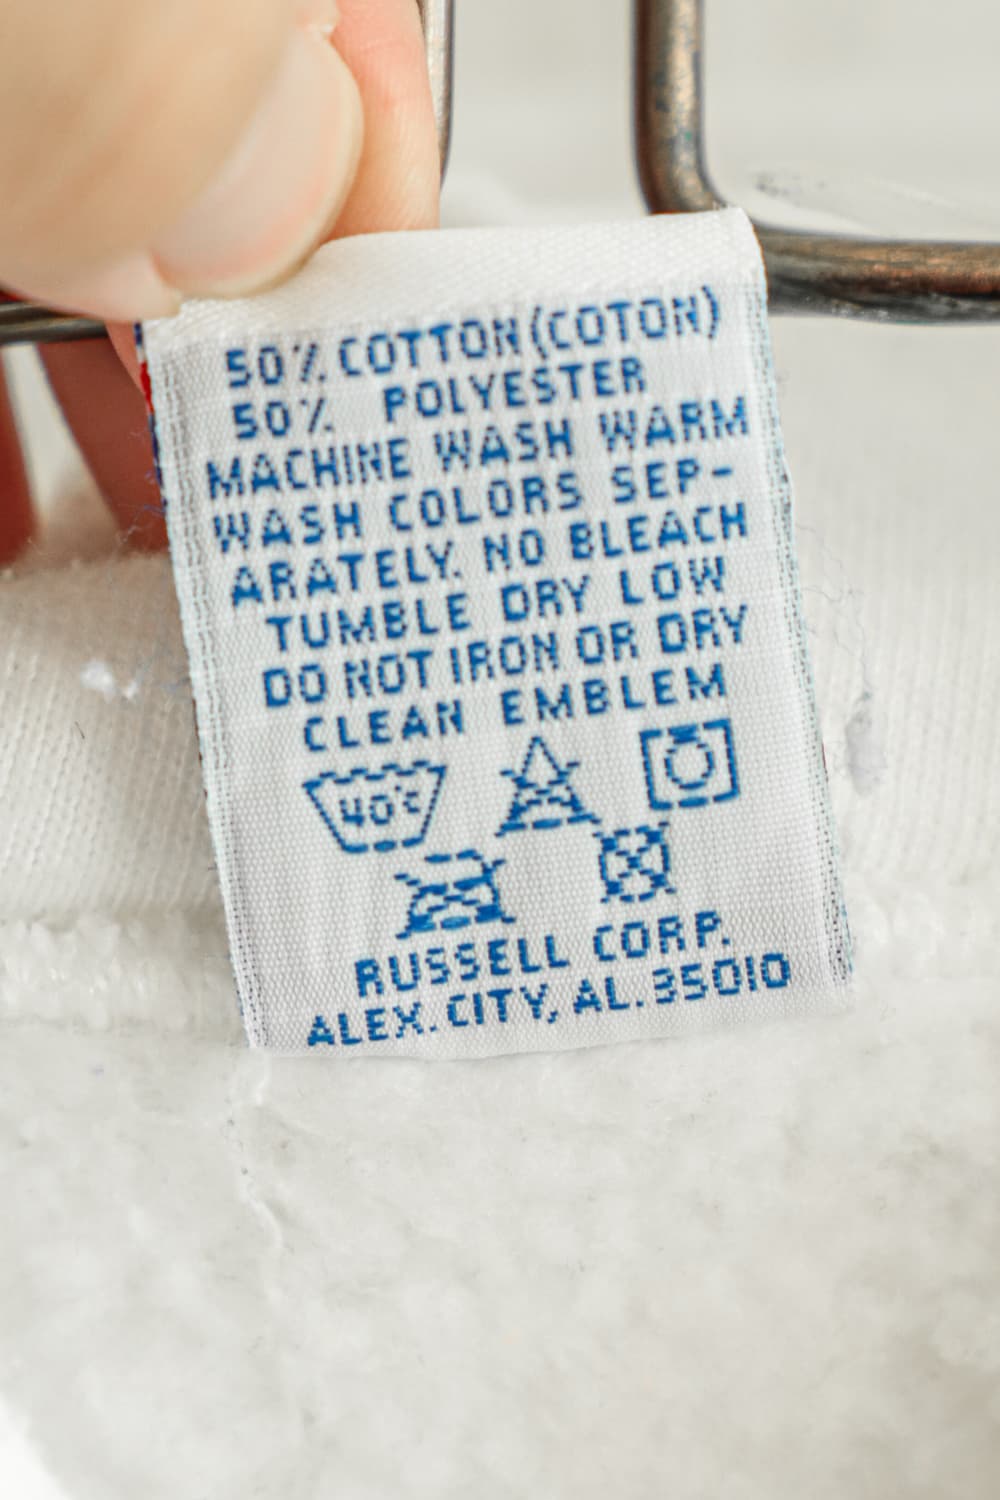 50% COTTON (COTON)
50% POLYESTER
MACHINE WASH WARM
WASH COLORS SEP-
ARATELY. NO BLEACH
TUMBLE DRY LOW
DO NOT IRON OR DRY
CLEAN EMBLEM
40°C
RUSSELL CORP.
ALEX. CITY, AL. 35010